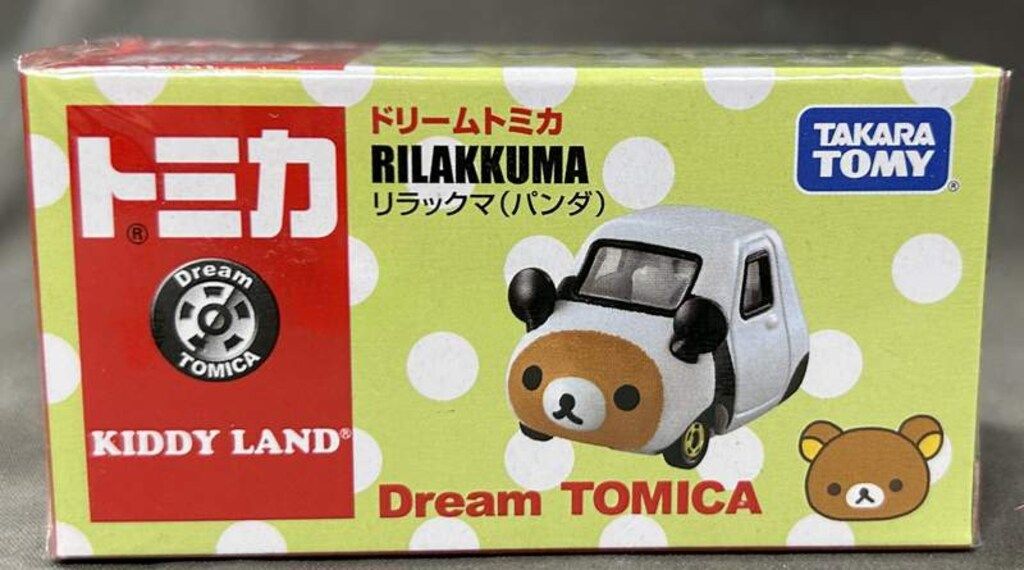 トミカ®
Dream
TOMICA
KIDDY LAND®
ドリームトミカ
RILAKKUMA
リラックマ(パンダ)
TAKARA
TOMY®
Dream TOMICA